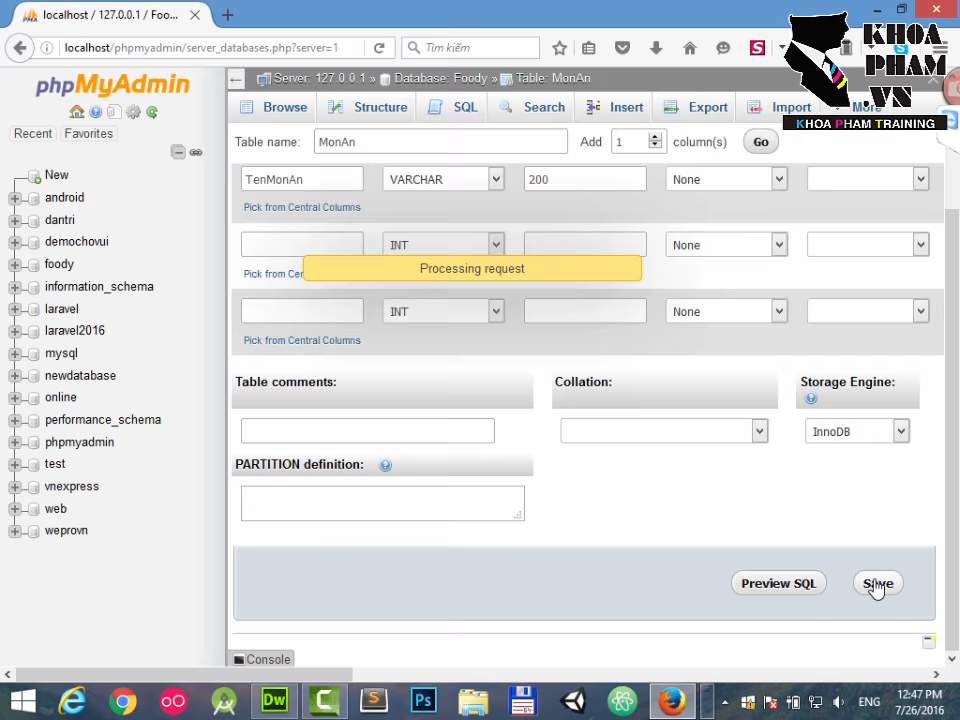 localhost / 127.0.0.1 / Foo...
localhost/phpmyadmin/server_databases.php?server=1
Tìm kiếm
KHOA
PHAM
.VN
KHOA PHAM TRAINING
phpMyAdmin
Recent
Favorites
New
android
dantri
demochovui
foody
information_schema
laravel
laravel2016
mysql
newdatabase
online
performance_schema
phpmyadmin
test
vnexpress
web
weprovn
Server: 127.0.0.1 » Database: Foody » Table: MonAn
Browse Structure SQL Search Insert Export Import More
Table name: MonAn Add 1 column(s) Go
TenMonAn VARCHAR 200 None
Pick from Central Columns
INT None
Pick from Cen
Processing request
INT None
Pick from Central Columns
Table comments: Collation: Storage Engine:
InnoDB
PARTITION definition:
Preview SQL Save
Console
ENG
12:47 PM
7/26/2016